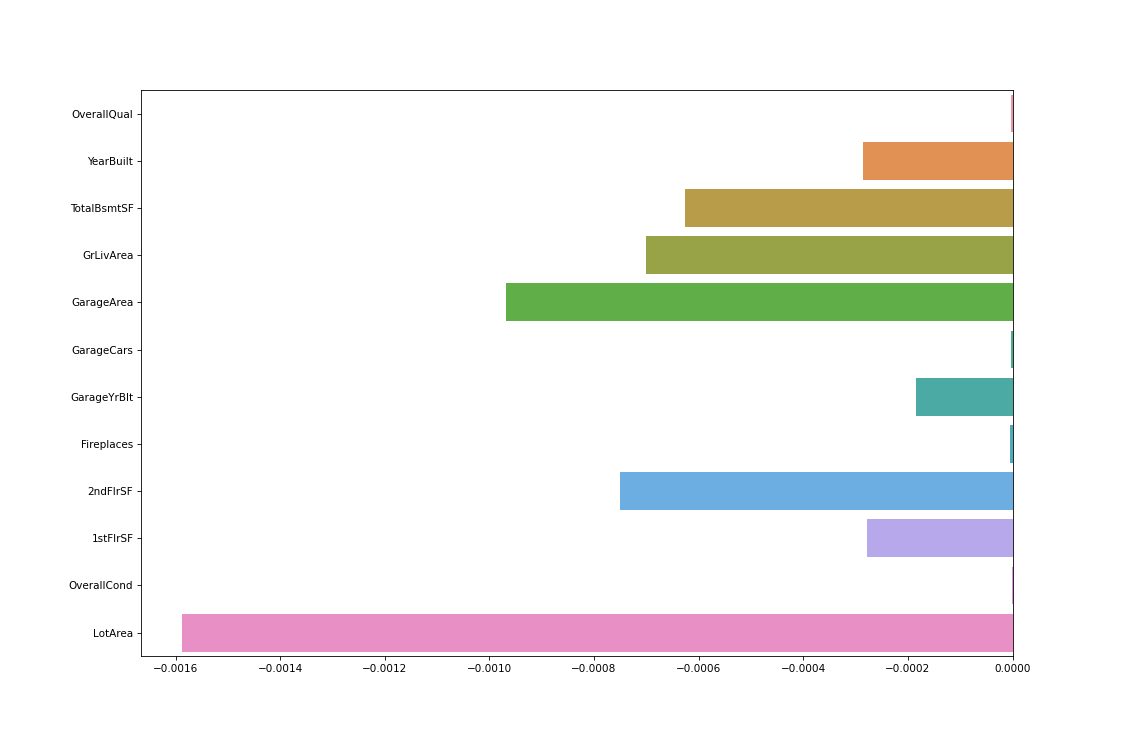 OverallQual
YearBuilt
TotalBsmtSF
GrLivArea
GarageArea
GarageCars
GarageYrBlt
Fireplaces
2ndFlrSF
1stFlrSF
OverallCond
LotArea
−0.0016 −0.0014 −0.0012 −0.0010 −0.0008 −0.0006 −0.0004 −0.0002 0.0000